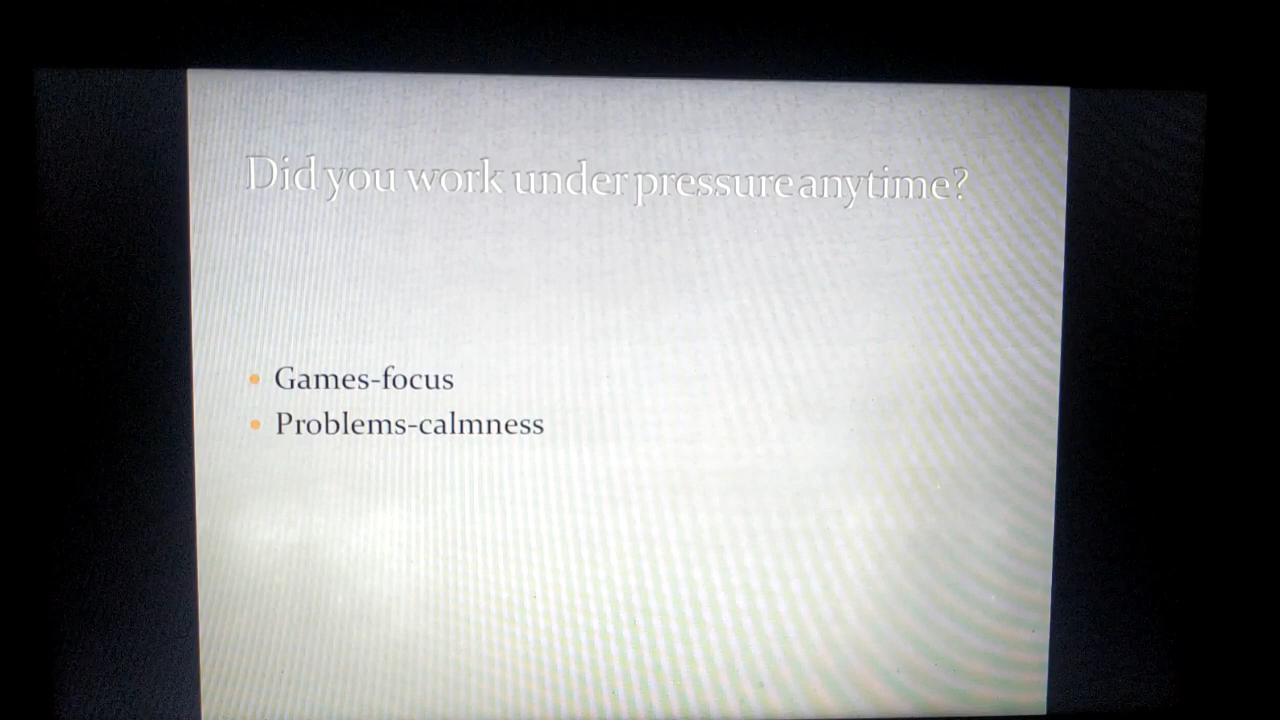 Did you work under pressure anytime?
Games-focus
Problems-calmness